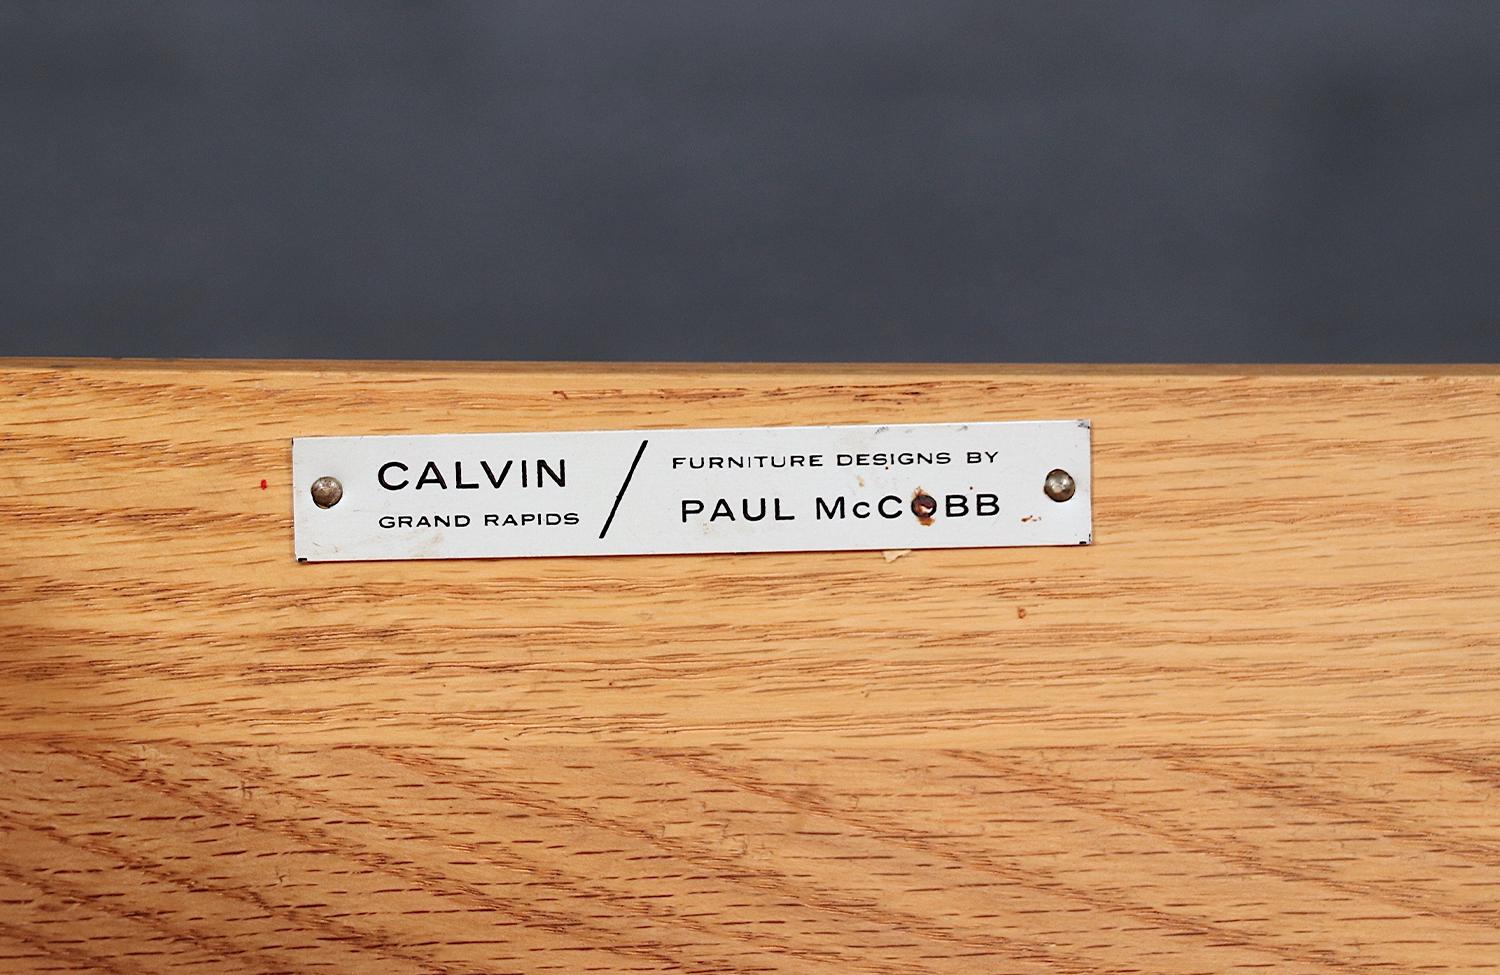 CALVIN
GRAND RAPIDS
/
FURNITURE DESIGNS BY
PAUL McCOBB